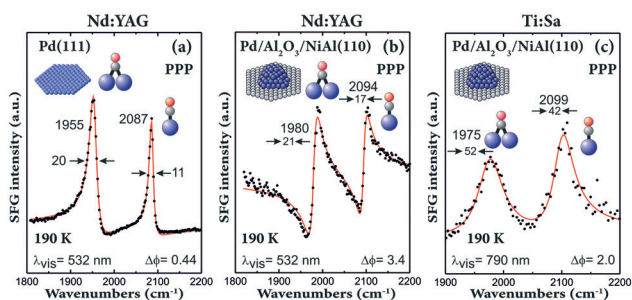 Nd:YAG
Pd(111)
(a)
PPP
1955
2087
20
11
190 K
λvis= 532 nm
Δϕ= 0.44
SFG intensity (a.u.)
1800 1900 2000 2100 2200
Wavenumbers (cm⁻¹)
Nd:YAG
Pd/Al₂O₃/NiAl(110)
(b)
PPP
2094
17
1980
21
190 K
λvis= 532 nm
Δϕ= 3.4
SFG intensity (a.u.)
1800 1900 2000 2100 2200
Wavenumbers (cm⁻¹)
Ti:Sa
Pd/Al₂O₃/NiAl(110)
(c)
PPP
2099
42
1975
52
190 K
λvis= 790 nm
Δϕ= 2.0
SFG intensity (a.u.)
1900 2000 2100 2200
Wavenumbers (cm⁻¹)